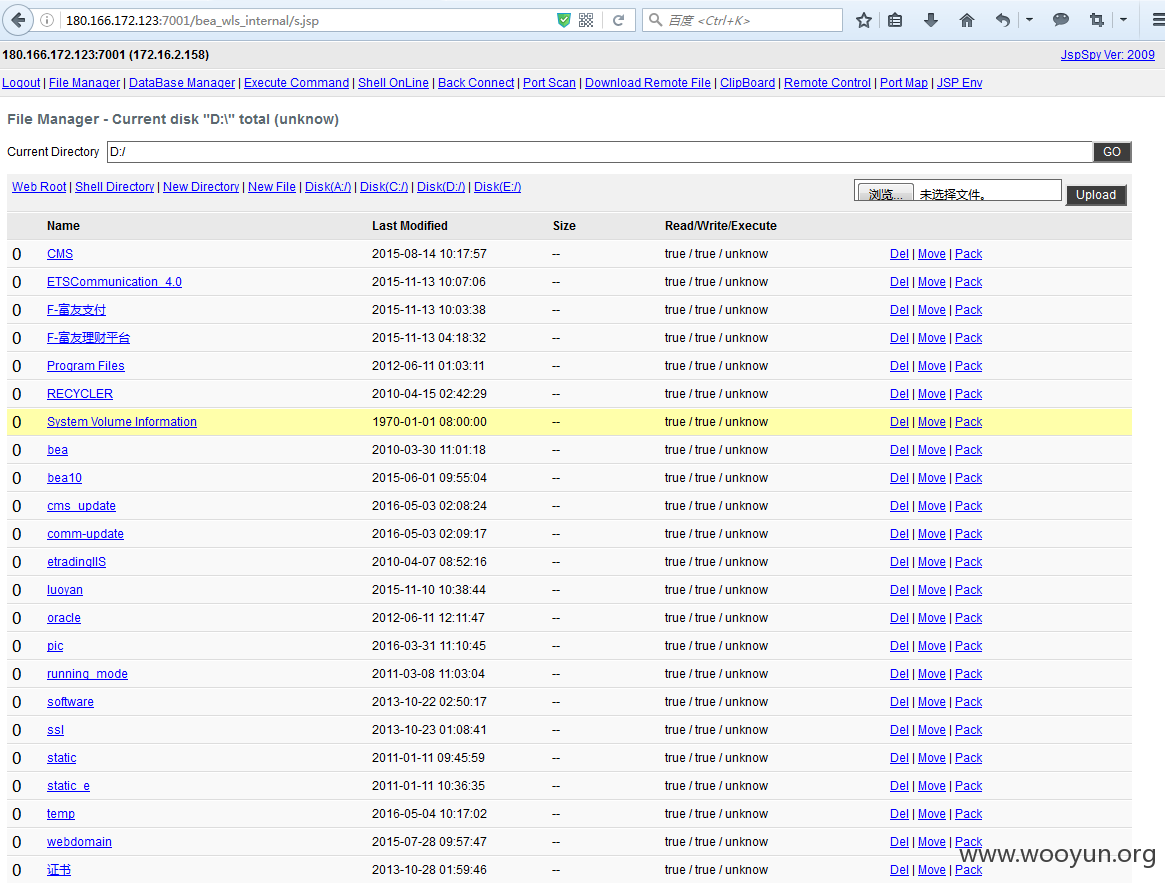 180.166.172.123:7001/bea_wls_internal/s.jsp 百度 <Ctrl+K>
180.166.172.123:7001 (172.16.2.158) JspSpy Ver: 2009
Logout | File Manager | DataBase Manager | Execute Command | Shell OnLine | Back Connect | Port Scan | Download Remote File | ClipBoard | Remote Control | Port Map | JSP Env
File Manager - Current disk "D:\" total (unknow)
Current Directory D:/ GO
Web Root | Shell Directory | New Directory | New File | Disk(A:/) | Disk(C:/) | Disk(D:/) | Disk(E:/) 浏览... 未选择文件。 Upload
Name Last Modified Size Read/Write/Execute
0 CMS 2015-08-14 10:17:57 -- true / true / unknow Del | Move | Pack
0 ETSCommunication_4.0 2015-11-13 10:07:06 -- true / true / unknow Del | Move | Pack
0 F-富友支付 2015-11-13 10:03:38 -- true / true / unknow Del | Move | Pack
0 F-富友理财平台 2015-11-13 04:18:32 -- true / true / unknow Del | Move | Pack
0 Program Files 2012-06-11 01:03:11 -- true / true / unknow Del | Move | Pack
0 RECYCLER 2010-04-15 02:42:29 -- true / true / unknow Del | Move | Pack
0 System Volume Information 1970-01-01 08:00:00 -- true / true / unknow Del | Move | Pack
0 bea 2010-03-30 11:01:18 -- true / true / unknow Del | Move | Pack
0 bea10 2015-06-01 09:55:04 -- true / true / unknow Del | Move | Pack
0 cms_update 2016-05-03 02:08:24 -- true / true / unknow Del | Move | Pack
0 comm-update 2016-05-03 02:09:17 -- true / true / unknow Del | Move | Pack
0 etradingIIS 2010-04-07 08:52:16 -- true / true / unknow Del | Move | Pack
0 luoyan 2015-11-10 10:38:44 -- true / true / unknow Del | Move | Pack
0 oracle 2012-06-11 12:11:47 -- true / true / unknow Del | Move | Pack
0 pic 2016-03-31 11:10:45 -- true / true / unknow Del | Move | Pack
0 running_mode 2011-03-08 11:03:04 -- true / true / unknow Del | Move | Pack
0 software 2013-10-22 02:50:17 -- true / true / unknow Del | Move | Pack
0 ssl 2013-10-23 01:08:41 -- true / true / unknow Del | Move | Pack
0 static 2011-01-11 09:45:59 -- true / true / unknow Del | Move | Pack
0 static_e 2011-01-11 10:36:35 -- true / true / unknow Del | Move | Pack
0 temp 2016-05-04 10:17:02 -- true / true / unknow Del | Move | Pack
0 webdomain 2015-07-28 09:57:47 -- true / true / unknow Del | Move | Pack
0 证书 2013-10-28 01:59:46 -- true / true / unknow Del | Move | Pack
www.wooyun.org